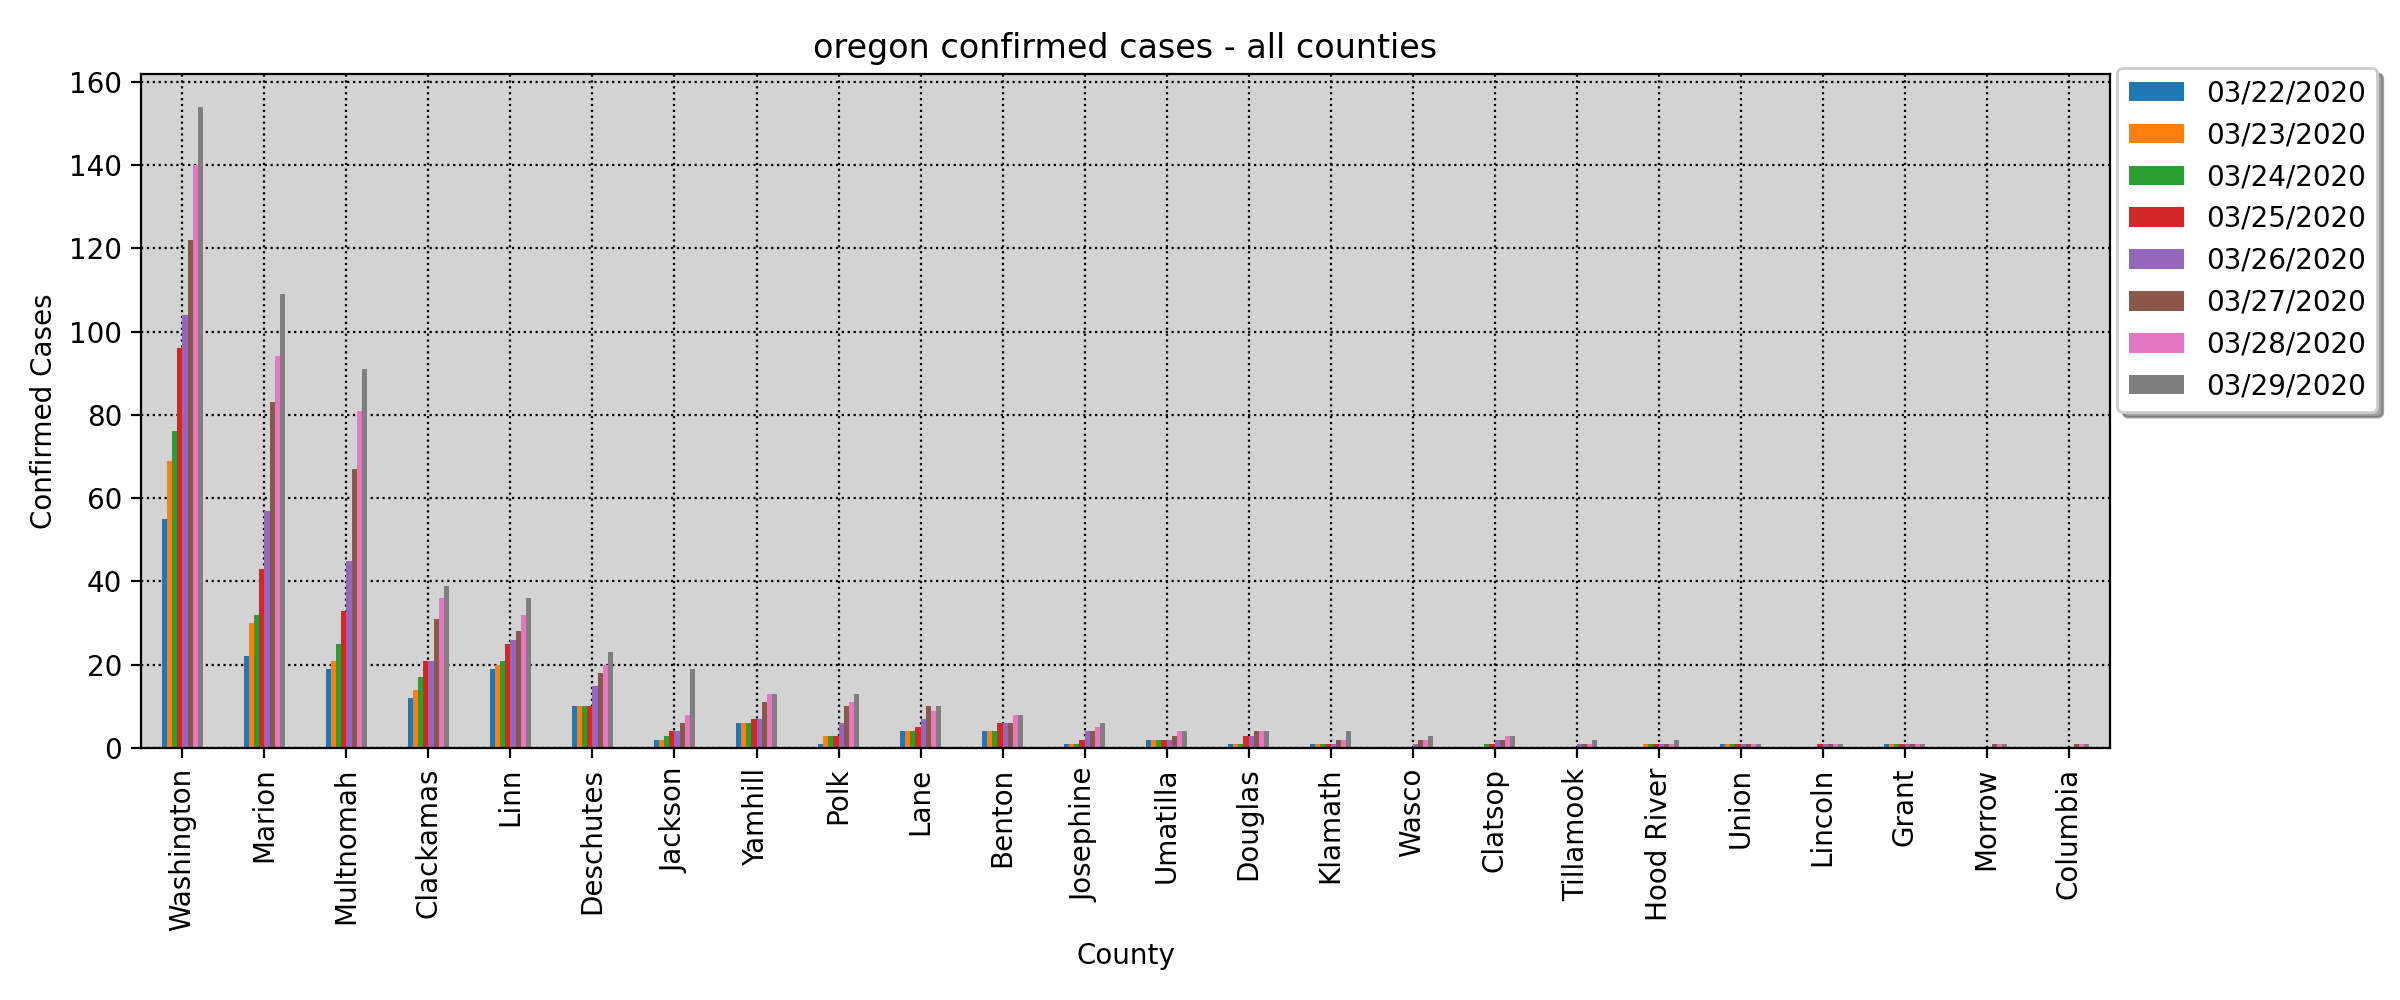 oregon confirmed cases - all counties
Confirmed Cases
160
140
120
100
80
60
40
20
0
Washington
Marion
Multnomah
Clackamas
Linn
Deschutes
Jackson
Yamhill
Polk
Lane
Benton
Josephine
Umatilla
Douglas
Klamath
Wasco
Clatsop
Tillamook
Hood River
Union
Lincoln
Grant
Morrow
Columbia
County
03/22/2020
03/23/2020
03/24/2020
03/25/2020
03/26/2020
03/27/2020
03/28/2020
03/29/2020